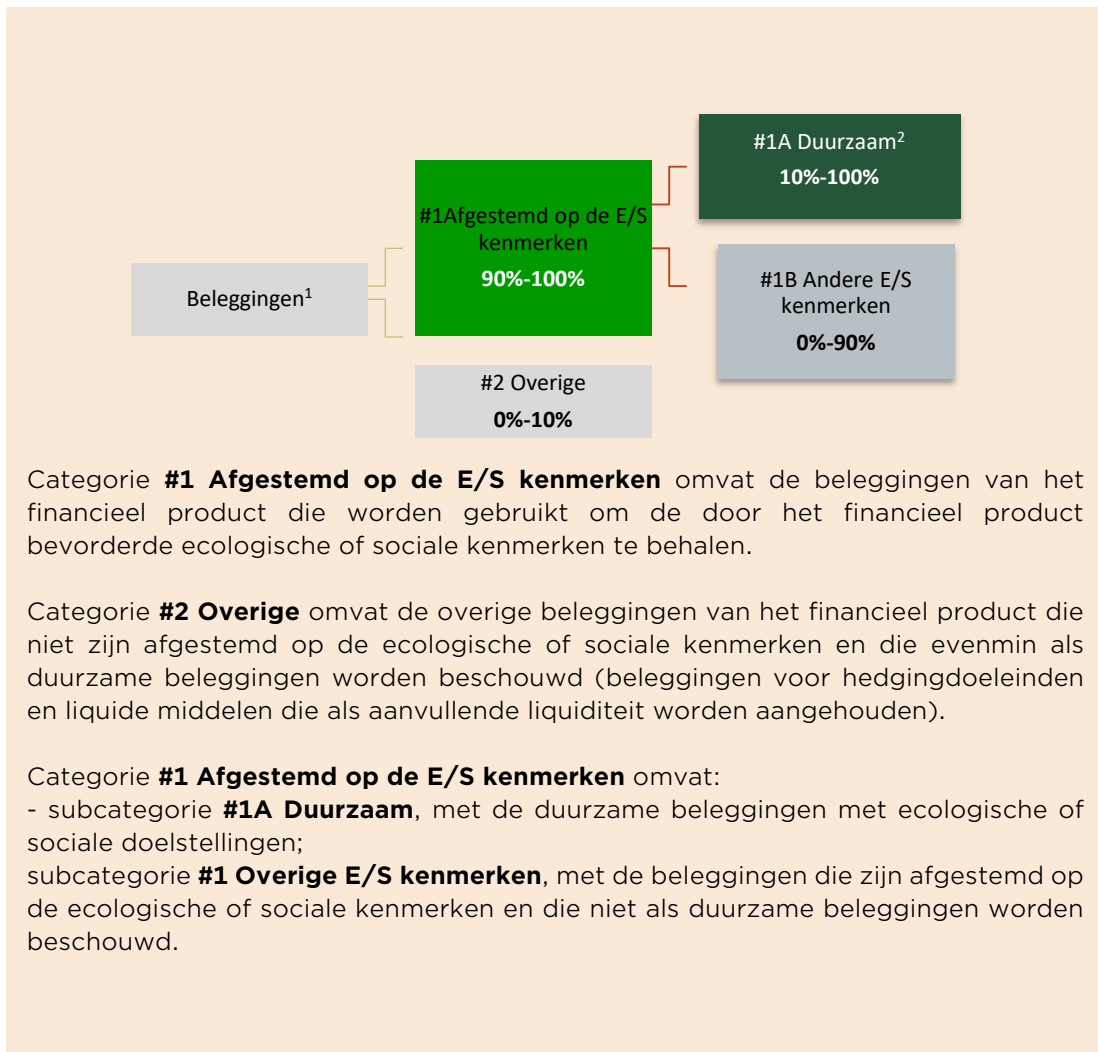 #1A Duurzaam²
10%-100%
#1Afgestemd op de E/S
kenmerken
90%-100%
Beleggingen¹
#1B Andere E/S
kenmerken
0%-90%
#2 Overige
0%-10%
Categorie #1 Afgestemd op de E/S kenmerken omvat de beleggingen van het
financieel product die worden gebruikt om de door het financieel product
bevorderde ecologische of sociale kenmerken te behalen.
Categorie #2 Overige omvat de overige beleggingen van het financieel product die
niet zijn afgestemd op de ecologische of sociale kenmerken en die evenmin als
duurzame beleggingen worden beschouwd (beleggingen voor hedgingdoeleinden
en liquide middelen die als aanvullende liquiditeit worden aangehouden).
Categorie #1 Afgestemd op de E/S kenmerken omvat:
- subcategorie #1A Duurzaam, met de duurzame beleggingen met ecologische of
sociale doelstellingen;
subcategorie #1 Overige E/S kenmerken, met de beleggingen die zijn afgestemd op
de ecologische of sociale kenmerken en die niet als duurzame beleggingen worden
beschouwd.